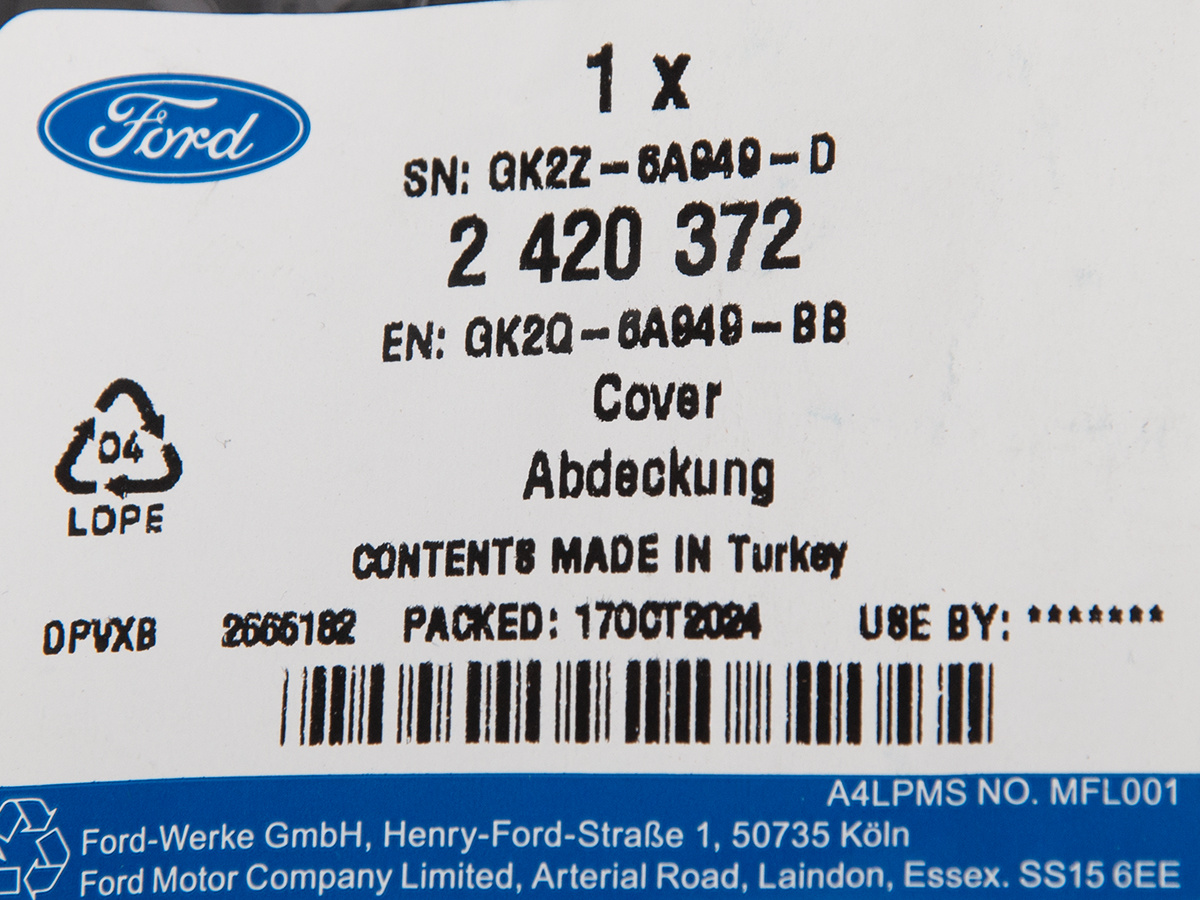 Ford
1 x
SN: GK2Z-6A949-D
2 420 372
EN: GK2Q-6A949-BB
Cover
Abdeckung
04
LDPE
CONTENTS MADE IN Turkey
DPVXB 2665182 PACKED: 17OCT2024 USE BY: *******
A4LPMS NO. MFL001
Ford-Werke GmbH, Henry-Ford-Straße 1, 50735 Köln
Ford Motor Company Limited, Arterial Road, Laindon, Essex. SS15 6EE